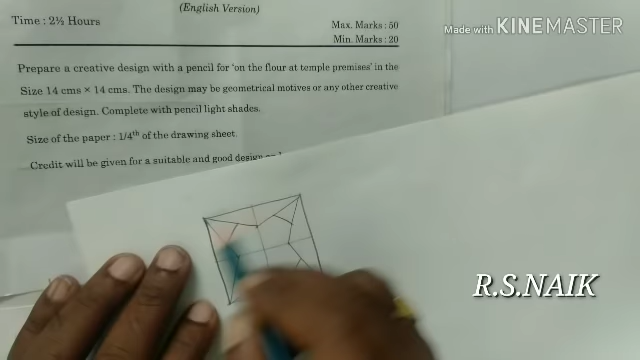 (English Version)
Time : 2½ Hours
Max. Marks : 50
Min. Marks : 20
Prepare a creative design with a pencil for 'on the flour at temple premises' in the
Size 14 cms × 14 cms. The design may be geometrical motives or any other creative
style of design. Complete with pencil light shades.
Size of the paper : 1/4th of the drawing sheet.
Credit will be given for a suitable and good design
Made with KINEMASTER
R.S.NAIK